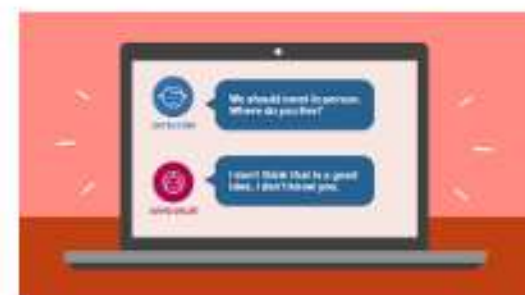 We should meet in person.
Where do you live?
I don't think that is a good
idea. I don't know you.